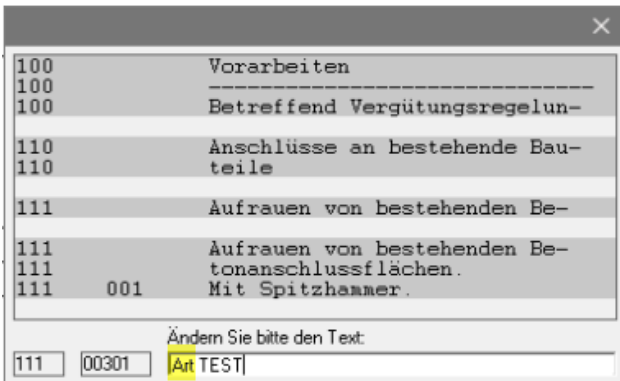 100 Vorarbeiten
100 ------------------------------
100 Betreffend Vergütungsregelun-
110 Anschlüsse an bestehende Bau-
110 teile
111 Aufrauen von bestehenden Be-
111 Aufrauen von bestehenden Be-
111 tonanschlussflächen.
111 001 Mit Spitzhammer.
Ändern Sie bitte den Text:
111 00301 Art TEST